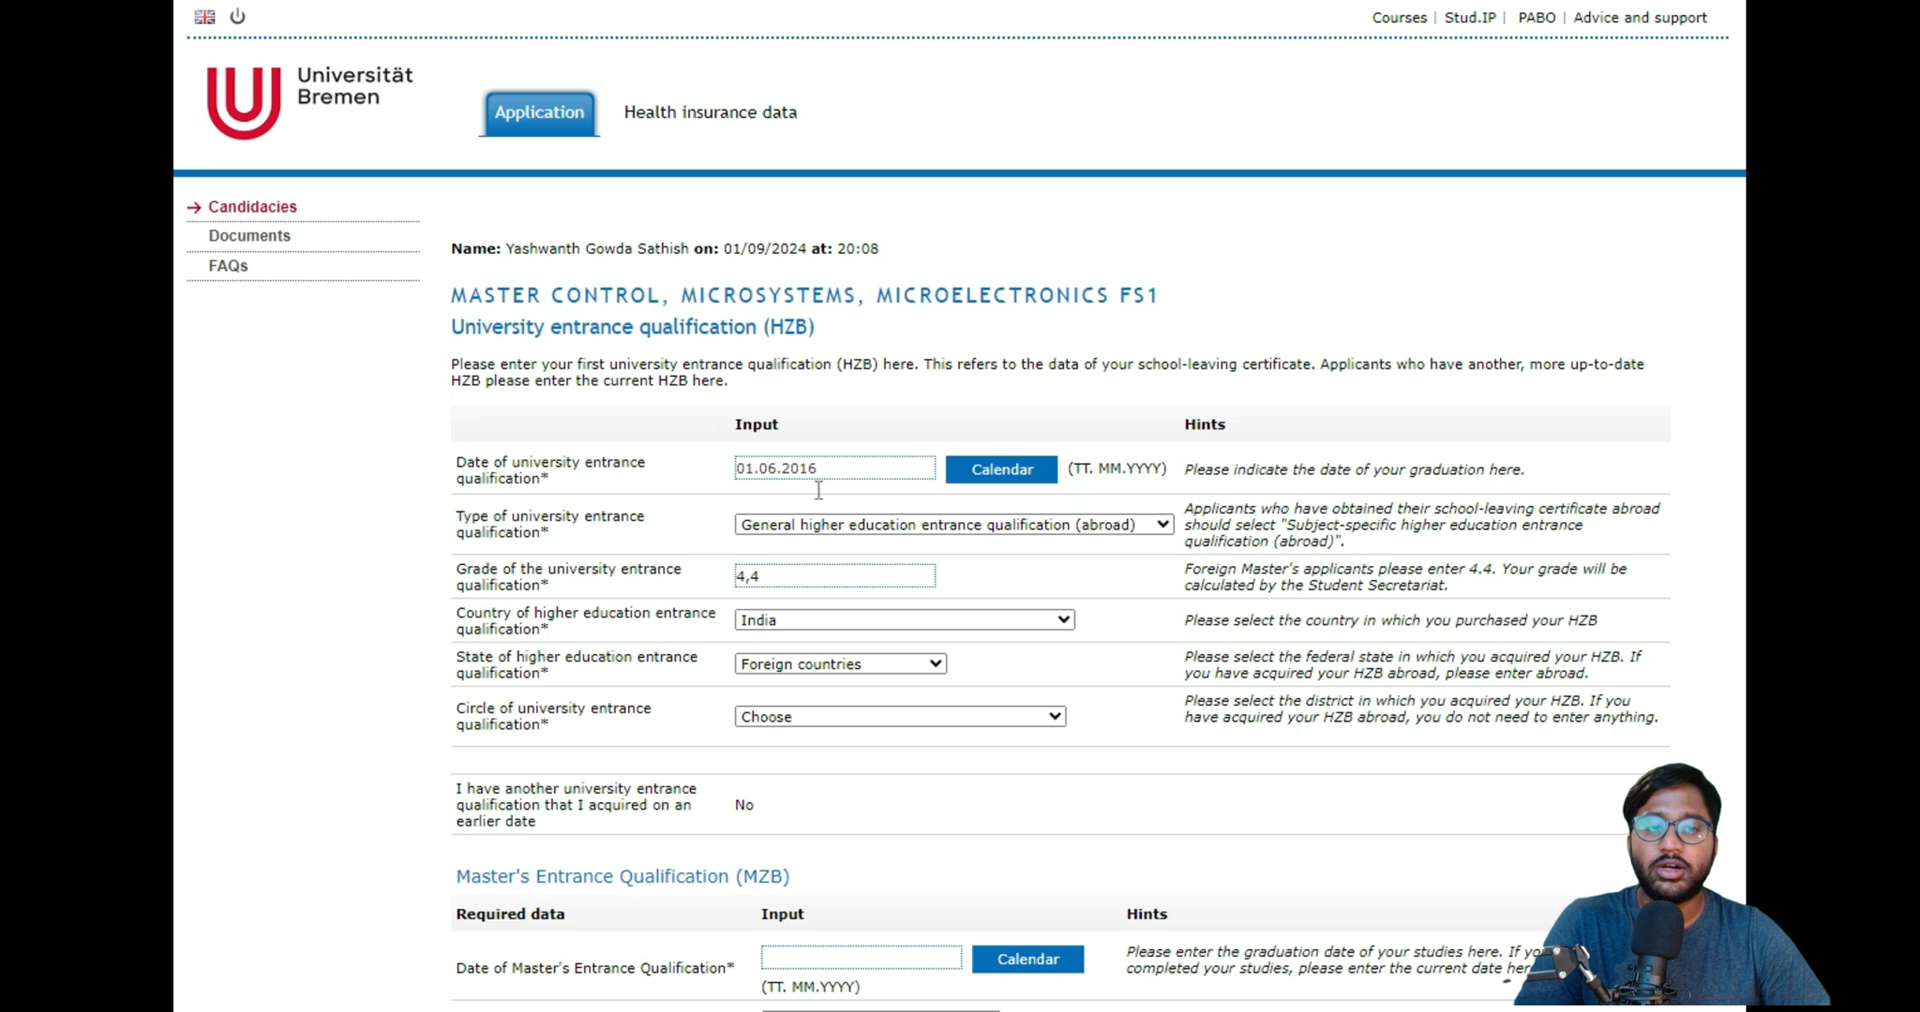 Courses | Stud.IP | PABO | Advice and support
Universität
Bremen
Application
Health insurance data
Candidacies
Documents
FAQs
Name: Yashwanth Gowda Sathish on: 01/09/2024 at: 20:08
MASTER CONTROL, MICROSYSTEMS, MICROELECTRONICS FS1
University entrance qualification (HZB)
Please enter your first university entrance qualification (HZB) here. This refers to the data of your school-leaving certificate. Applicants who have another, more up-to-date
HZB please enter the current HZB here.
Input
Hints
Date of university entrance
qualification*
01.06.2016
Calendar
(TT. MM.YYYY)
Please indicate the date of your graduation here.
Type of university entrance
qualification*
General higher education entrance qualification (abroad)
Applicants who have obtained their school-leaving certificate abroad
should select "Subject-specific higher education entrance
qualification (abroad)".
Grade of the university entrance
qualification*
4,4
Foreign Master's applicants please enter 4.4. Your grade will be
calculated by the Student Secretariat.
Country of higher education entrance
qualification*
India
Please select the country in which you purchased your HZB
State of higher education entrance
qualification*
Foreign countries
Please select the federal state in which you acquired your HZB. If
you have acquired your HZB abroad, please enter abroad.
Circle of university entrance
qualification*
Choose
Please select the district in which you acquired your HZB. If you
have acquired your HZB abroad, you do not need to enter anything.
I have another university entrance
qualification that I acquired on an
earlier date
No
Master's Entrance Qualification (MZB)
Required data
Input
Hints
Date of Master's Entrance Qualification*
Calendar
(TT. MM.YYYY)
Please enter the graduation date of your studies here. If
completed your studies, please enter the current date